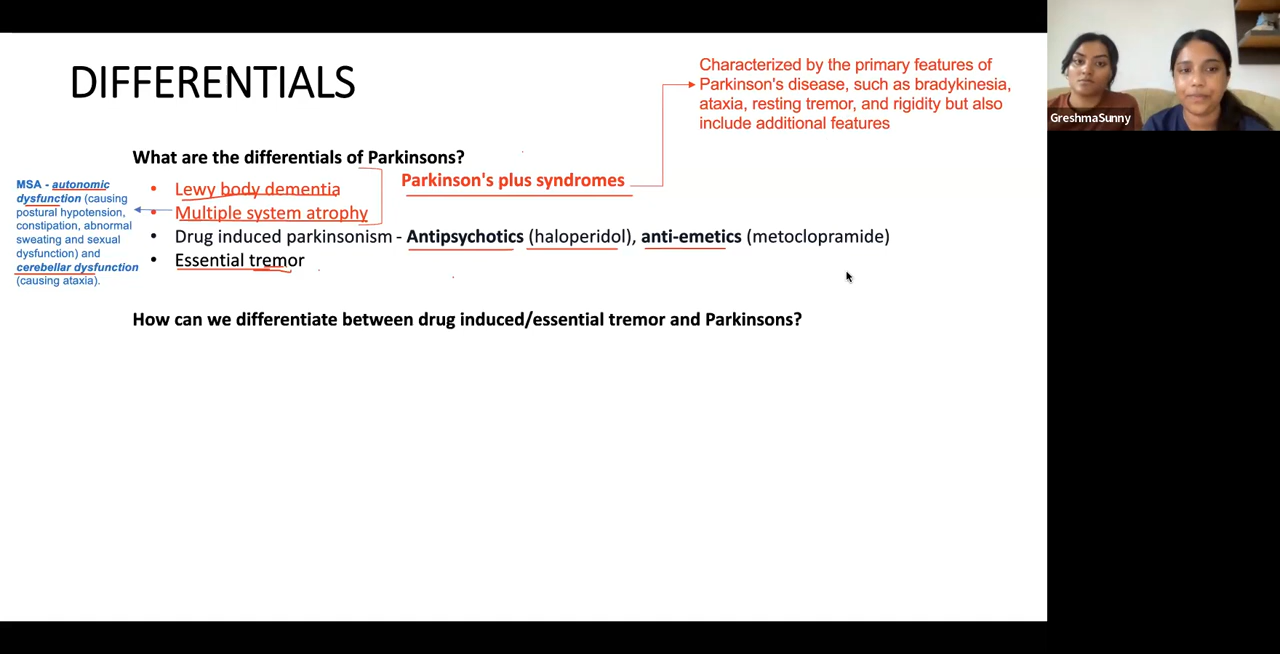 DIFFERENTIALS
Characterized by the primary features of
Parkinson's disease, such as bradykinesia,
ataxia, resting tremor, and rigidity but also
include additional features
GreshmaSunny
What are the differentials of Parkinsons?
• Lewy body dementia
• Multiple system atrophy
Parkinson's plus syndromes
• Drug induced parkinsonism - Antipsychotics (haloperidol), anti-emetics (metoclopramide)
• Essential tremor
MSA - autonomic
dysfunction (causing
postural hypotension,
constipation, abnormal
sweating and sexual
dysfunction) and
cerebellar dysfunction
(causing ataxia).
How can we differentiate between drug induced/essential tremor and Parkinsons?